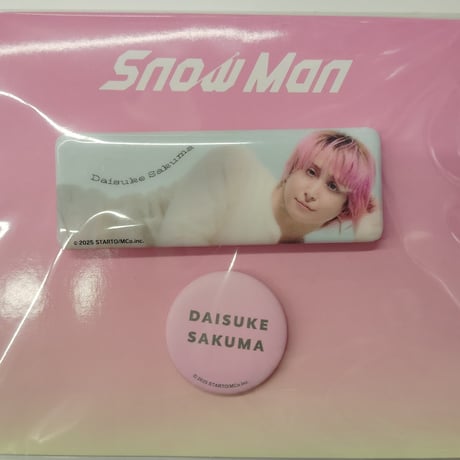 Snow Man
Daisuke Sakuma
© 2025 STARTO/MCo.inc.
DAISUKE
SAKUMA
© 2025 STARTO/MCo.inc.